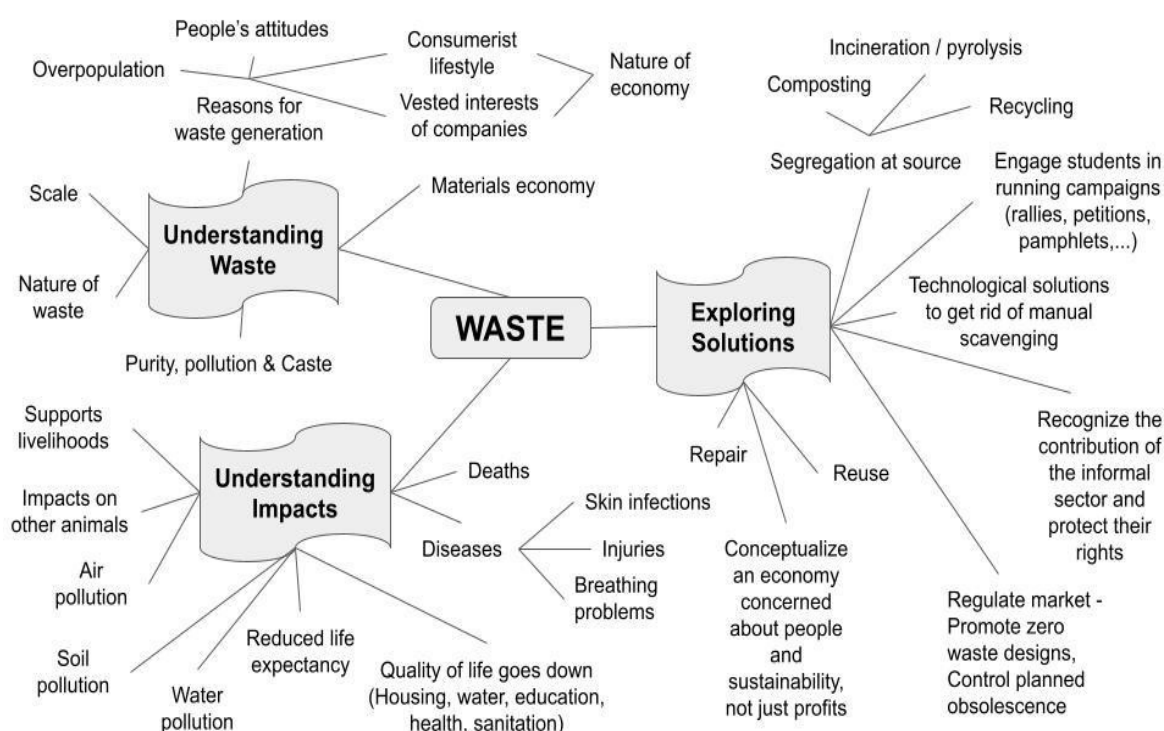 People's attitudes
Overpopulation
Consumerist
lifestyle
Nature of
economy
Reasons for
waste generation
Vested interests
of companies
Scale
Understanding
Waste
Materials economy
Nature of
waste
Purity, pollution & Caste
WASTE
Incineration / pyrolysis
Composting
Recycling
Segregation at source
Engage students in
running campaigns
(rallies, petitions,
pamphlets,...)
Exploring
Solutions
Technological solutions
to get rid of manual
scavenging
Recognize the
contribution of
the informal
sector and
protect their
rights
Repair
Reuse
Conceptualize
an economy
concerned
about people
and
sustainability,
not just profits
Regulate market -
Promote zero
waste designs,
Control planned
obsolescence
Supports
livelihoods
Understanding
Impacts
Deaths
Impacts on
other animals
Diseases
Skin infections
Injuries
Breathing
problems
Air
pollution
Soil
pollution
Water
pollution
Reduced life
expectancy
Quality of life goes down
(Housing, water, education,
health, sanitation)